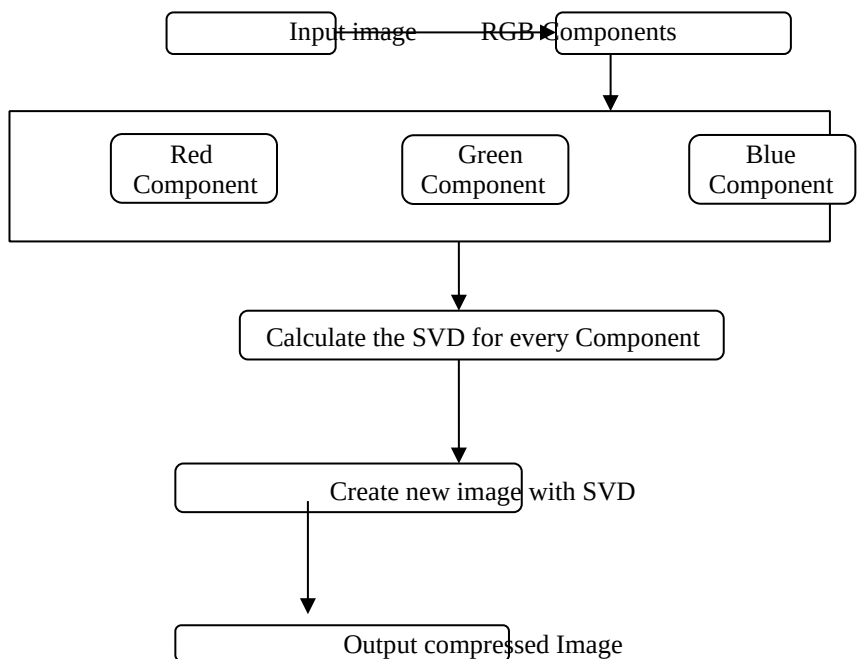 Input image RGB Components
Red
Component
Green
Component
Blue
Component
Calculate the SVD for every Component
Create new image with SVD
Output compressed Image